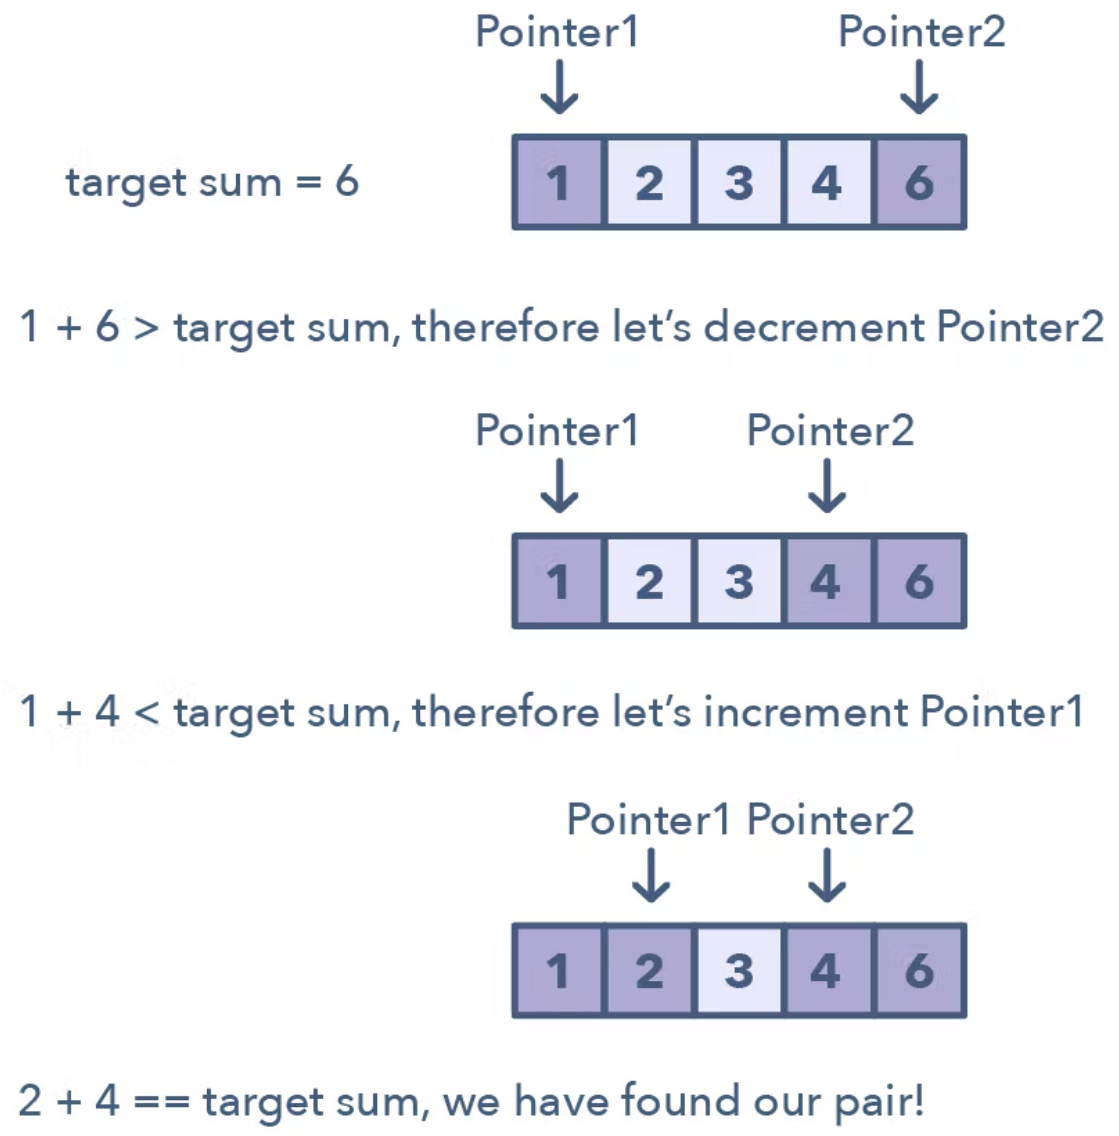 Pointer1 Pointer2
target sum = 6 1 2 3 4 6
1 + 6 > target sum, therefore let’s decrement Pointer2
Pointer1 Pointer2
1 2 3 4 6
1 + 4 < target sum, therefore let’s increment Pointer1
Pointer1 Pointer2
1 2 3 4 6
2 + 4 == target sum, we have found our pair!